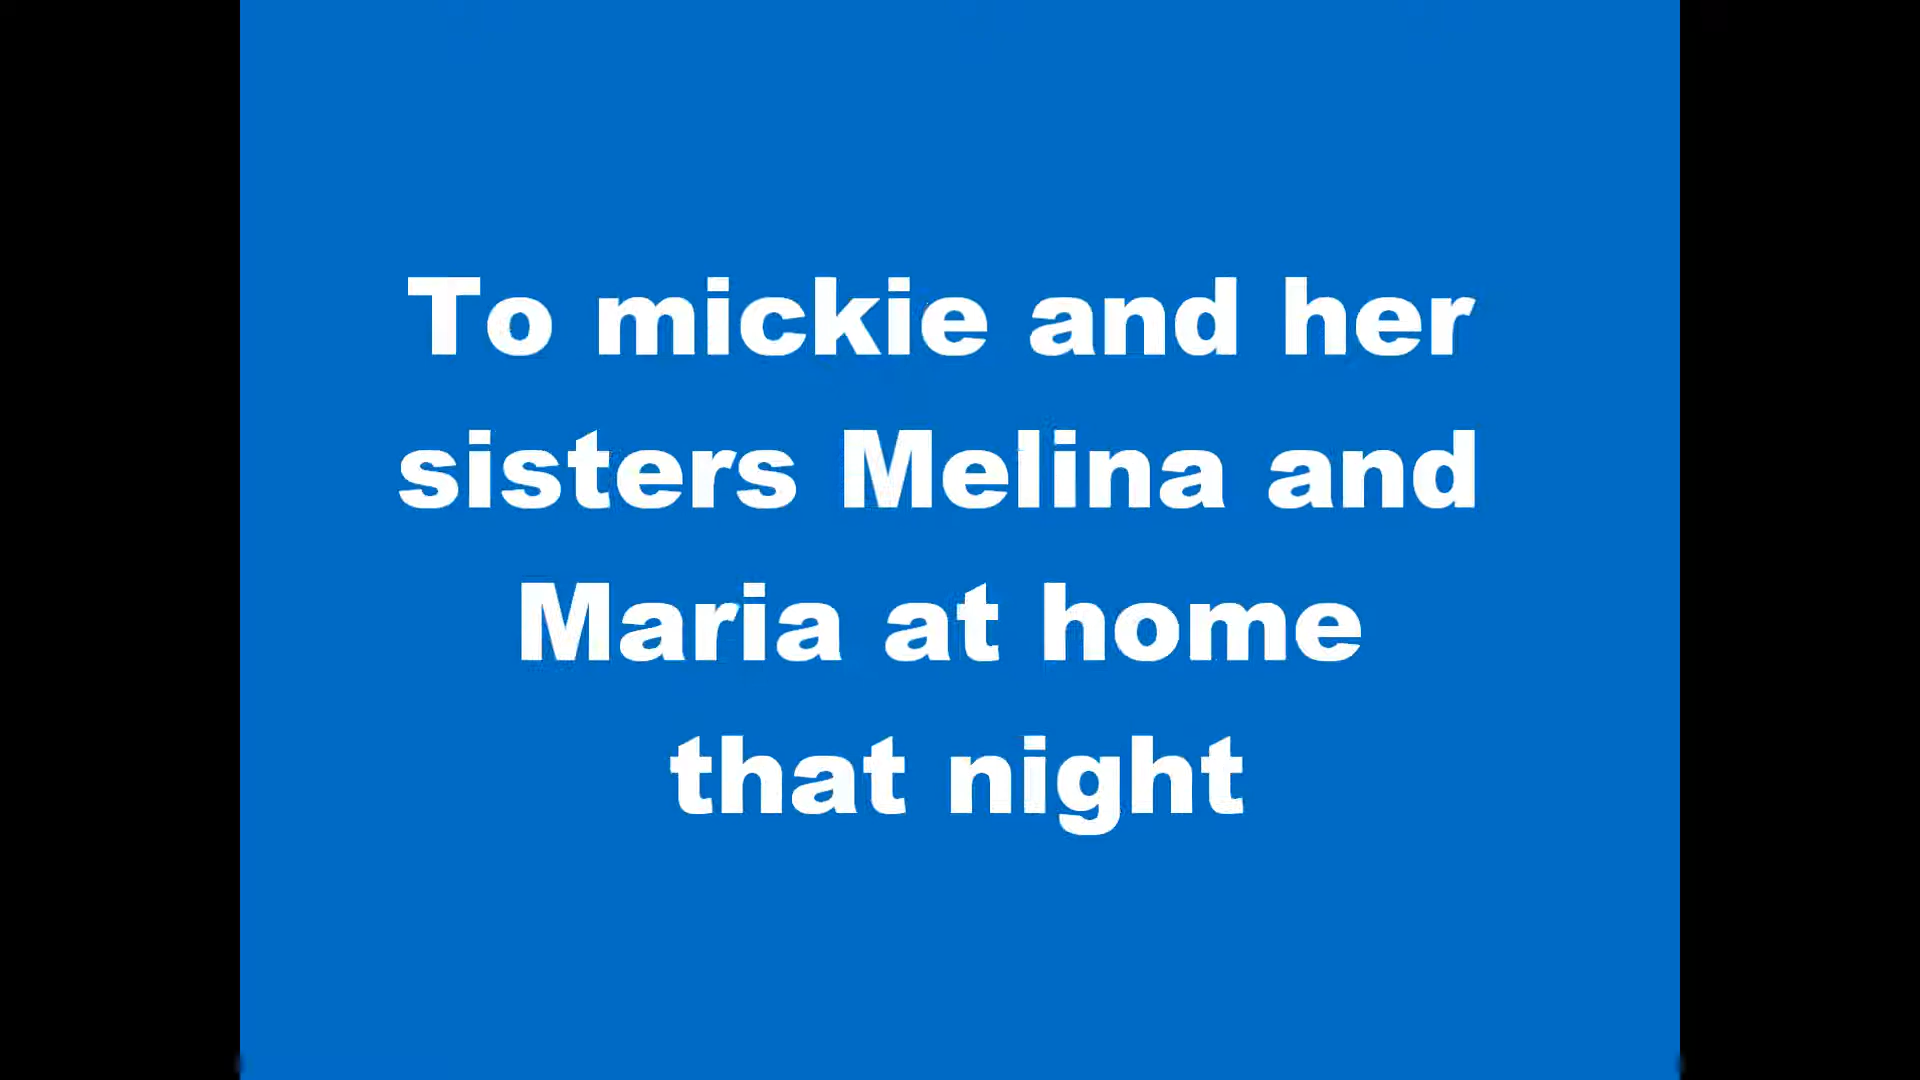 To mickie and her
sisters Melina and
Maria at home
that night